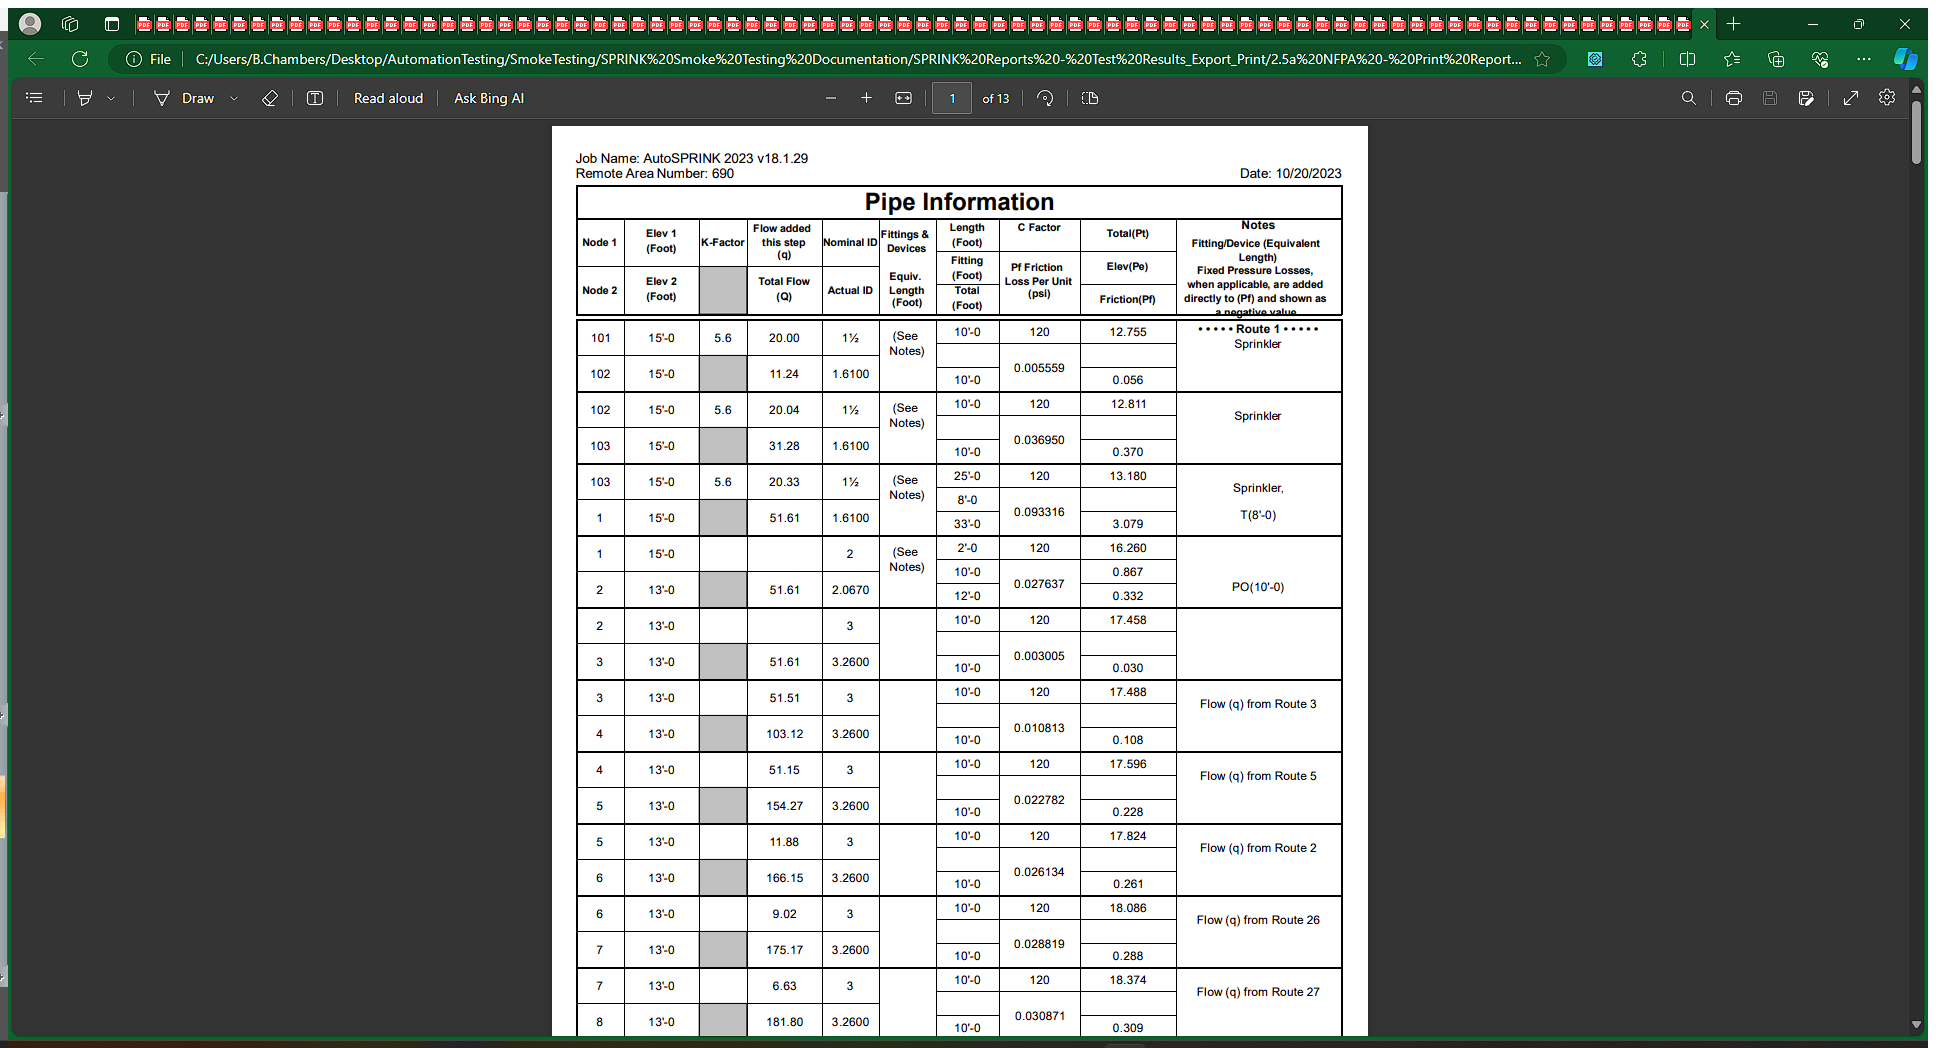 File
C:/Users/B.Chambers/Desktop/AutomationTesting/SmokeTesting/SPRINK%20Smoke%20Testing%20Documentation/SPRINK%20Reports%20-%20Test%20Results_Export_Print/2.5a%20NFPA%20-%20Print%20Report...
Draw
Read aloud
Ask Bing AI
1 of 13
Job Name: AutoSPRINK 2023 v18.1.29
Remote Area Number: 690 Date: 10/20/2023
Pipe Information
Node 1
Node 2
Elev 1
(Foot)
Elev 2
(Foot)
K-Factor
Flow added
this step
(q)
Total Flow
(Q)
Nominal ID
Actual ID
Fittings &
Devices
Equiv.
Length
(Foot)
Length
(Foot)
Fitting
(Foot)
Total
(Foot)
C Factor
Pf Friction
Loss Per Unit
(psi)
Total(Pt)
Elev(Pe)
Friction(Pf)
Notes
Fitting/Device (Equivalent
Length)
Fixed Pressure Losses,
when applicable, are added
directly to (Pf) and shown as
a negative value
101 15'-0 5.6 20.00 1½ (See Notes) 10'-0 120 12.755 • • • • • Route 1 • • • • •
Sprinkler
0.005559
102 15'-0 11.24 1.6100 10'-0 0.056
102 15'-0 5.6 20.04 1½ (See Notes) 10'-0 120 12.811 Sprinkler
0.036950
103 15'-0 31.28 1.6100 10'-0 0.370
103 15'-0 5.6 20.33 1½ (See Notes) 25'-0 120 13.180 Sprinkler,
8'-0 0.093316 T(8'-0)
1 15'-0 51.61 1.6100 33'-0 3.079
1 15'-0 2 (See Notes) 2'-0 120 16.260
10'-0 0.027637 0.867 PO(10'-0)
2 13'-0 51.61 2.0670 12'-0 0.332
2 13'-0 3 10'-0 120 17.458
0.003005
3 13'-0 51.61 3.2600 10'-0 0.030
3 13'-0 51.51 3 10'-0 120 17.488 Flow (q) from Route 3
0.010813
4 13'-0 103.12 3.2600 10'-0 0.108
4 13'-0 51.15 3 10'-0 120 17.596 Flow (q) from Route 5
0.022782
5 13'-0 154.27 3.2600 10'-0 0.228
5 13'-0 11.88 3 10'-0 120 17.824 Flow (q) from Route 2
0.026134
6 13'-0 166.15 3.2600 10'-0 0.261
6 13'-0 9.02 3 10'-0 120 18.086 Flow (q) from Route 26
0.028819
7 13'-0 175.17 3.2600 10'-0 0.288
7 13'-0 6.63 3 10'-0 120 18.374 Flow (q) from Route 27
0.030871
8 13'-0 181.80 3.2600 10'-0 0.309